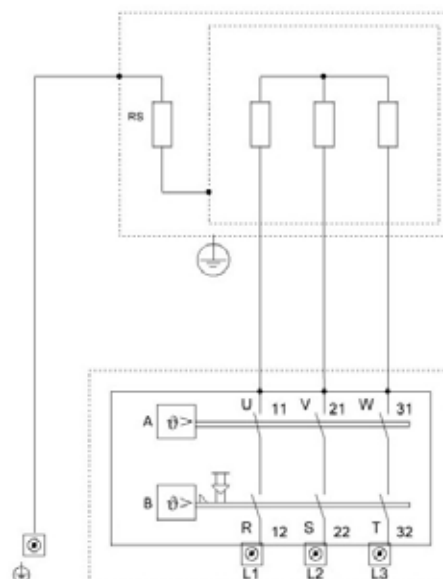 RS
U 11 V 21 W 31
A ϑ>
B ϑ>
R 12 S 22 T 32
L1 L2 L3